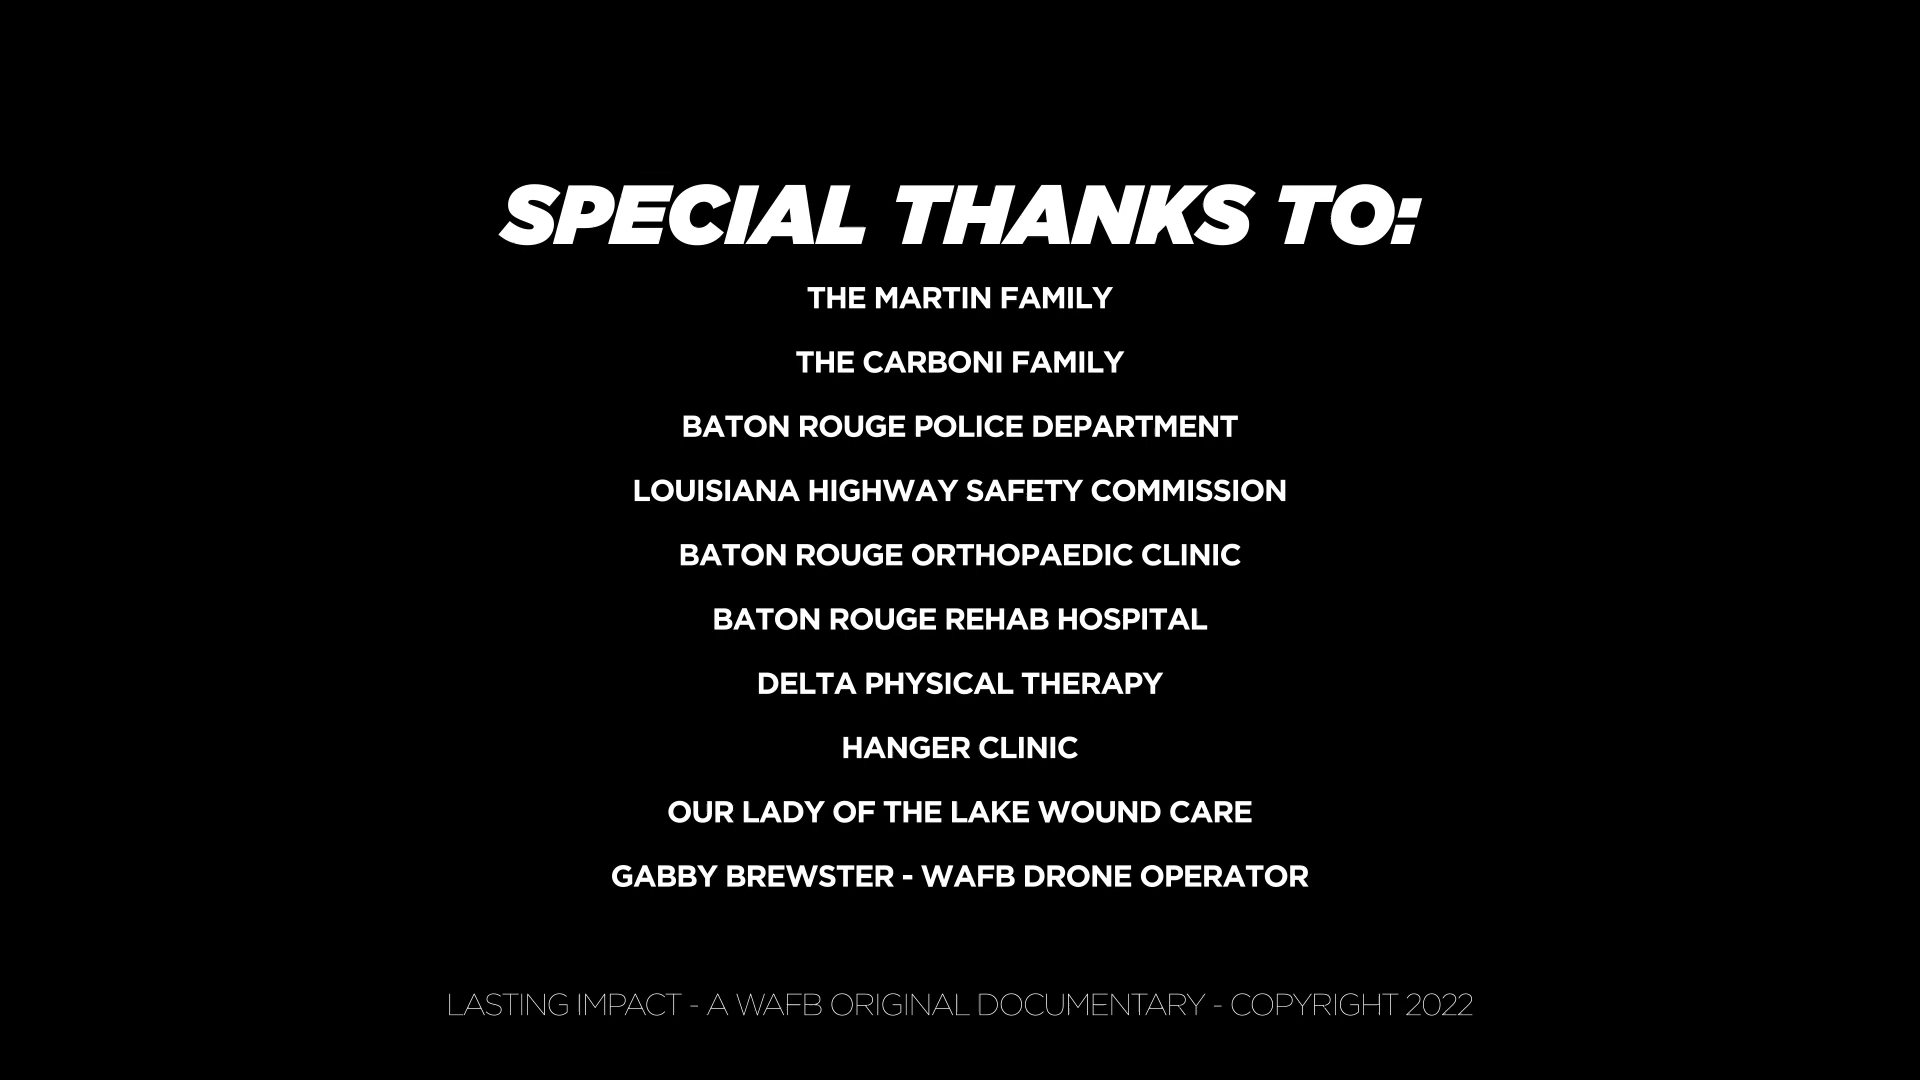 SPECIAL THANKS TO:
THE MARTIN FAMILY
THE CARBONI FAMILY
BATON ROUGE POLICE DEPARTMENT
LOUISIANA HIGHWAY SAFETY COMMISSION
BATON ROUGE ORTHOPAEDIC CLINIC
BATON ROUGE REHAB HOSPITAL
DELTA PHYSICAL THERAPY
HANGER CLINIC
OUR LADY OF THE LAKE WOUND CARE
GABBY BREWSTER - WAFB DRONE OPERATOR
LASTING IMPACT - A WAFB ORIGINAL DOCUMENTARY - COPYRIGHT 2022